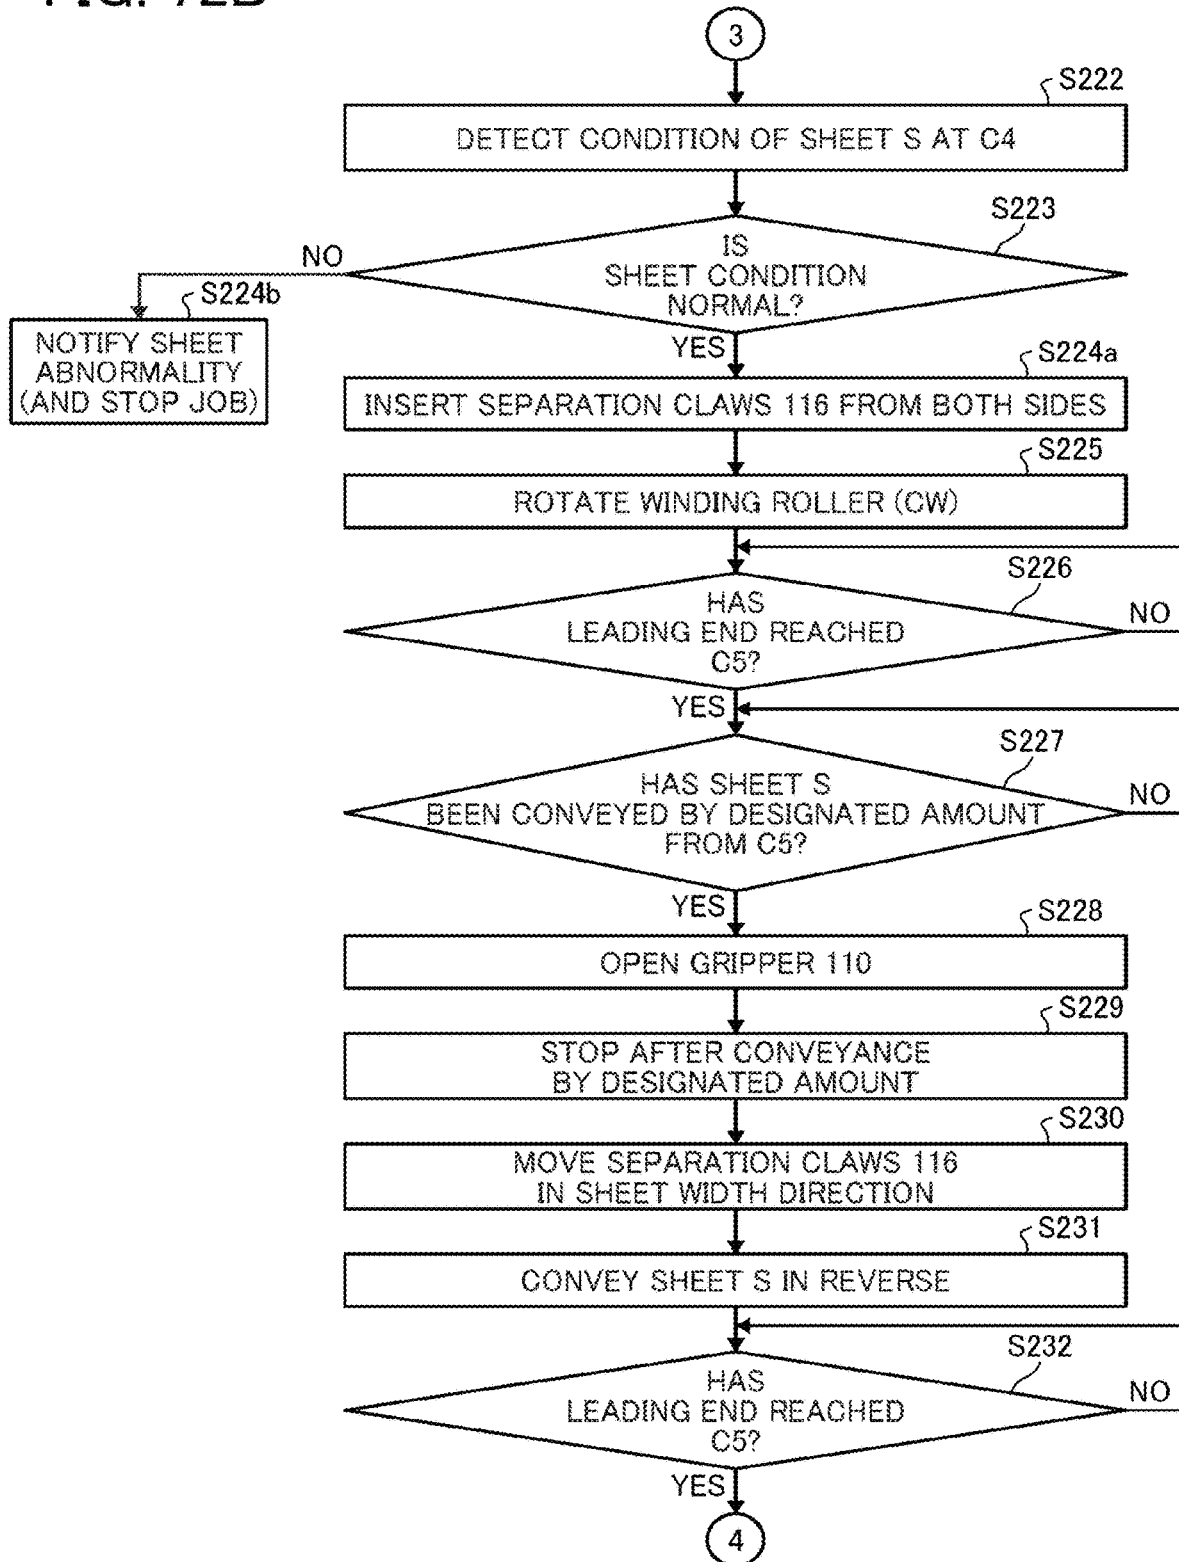 3
S222
DETECT CONDITION OF SHEET S AT C4
S223
IS
SHEET CONDITION
NORMAL?
NO
S224b
NOTIFY SHEET
ABNORMALITY
(AND STOP JOB)
YES
S224a
INSERT SEPARATION CLAWS 116 FROM BOTH SIDES
S225
ROTATE WINDING ROLLER (CW)
S226
HAS
LEADING END REACHED
C5?
NO
YES
S227
HAS SHEET S
BEEN CONVEYED BY DESIGNATED AMOUNT
FROM C5?
NO
YES
S228
OPEN GRIPPER 110
S229
STOP AFTER CONVEYANCE
BY DESIGNATED AMOUNT
S230
MOVE SEPARATION CLAWS 116
IN SHEET WIDTH DIRECTION
S231
CONVEY SHEET S IN REVERSE
S232
HAS
LEADING END REACHED
C5?
NO
YES
4